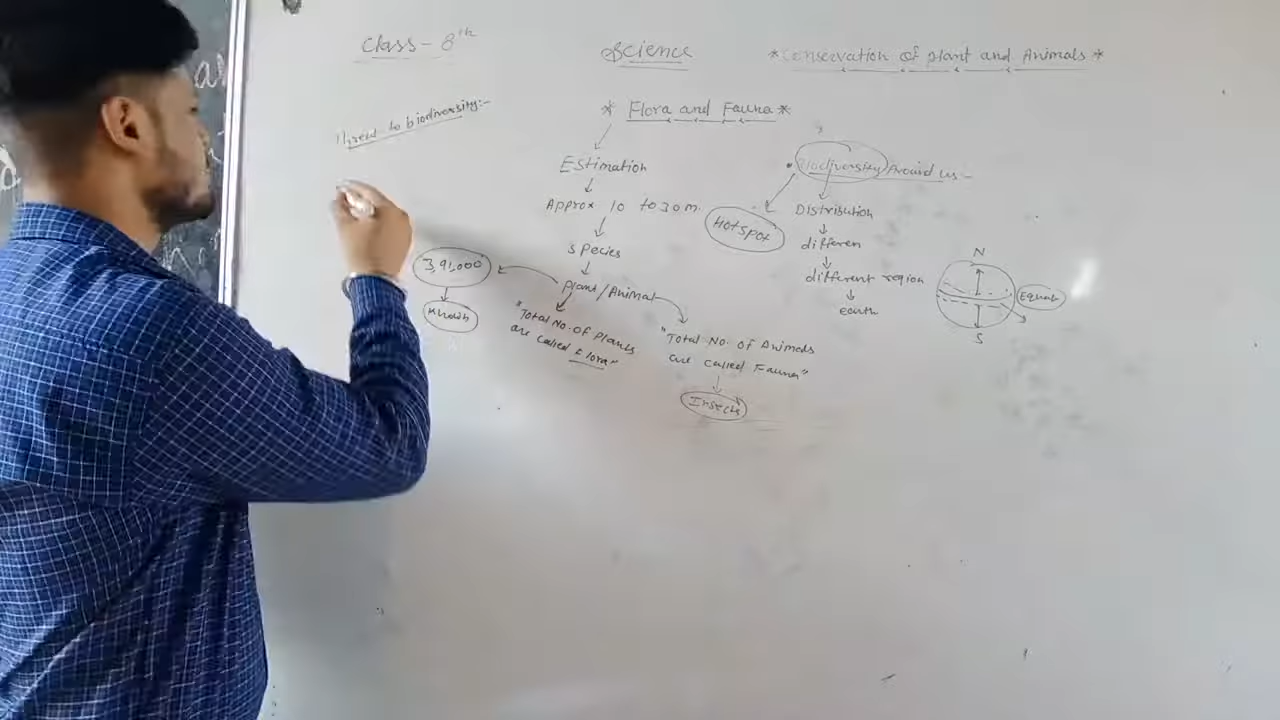 Class - 8th
Science
*Conservation of plant and Animals*
Threat to biodiversity:-
* Flora and Fauna *
Estimation
Approx 10 to 30 m.
species
plant/Animal
3,91,000
known
"Total No. of plants
are called Flora"
"Total No. of Animals
are called Fauna"
Insects
• Biodiversity Around us -
Hotspot
Distribution
differen
different region
earth
N
Equat
S